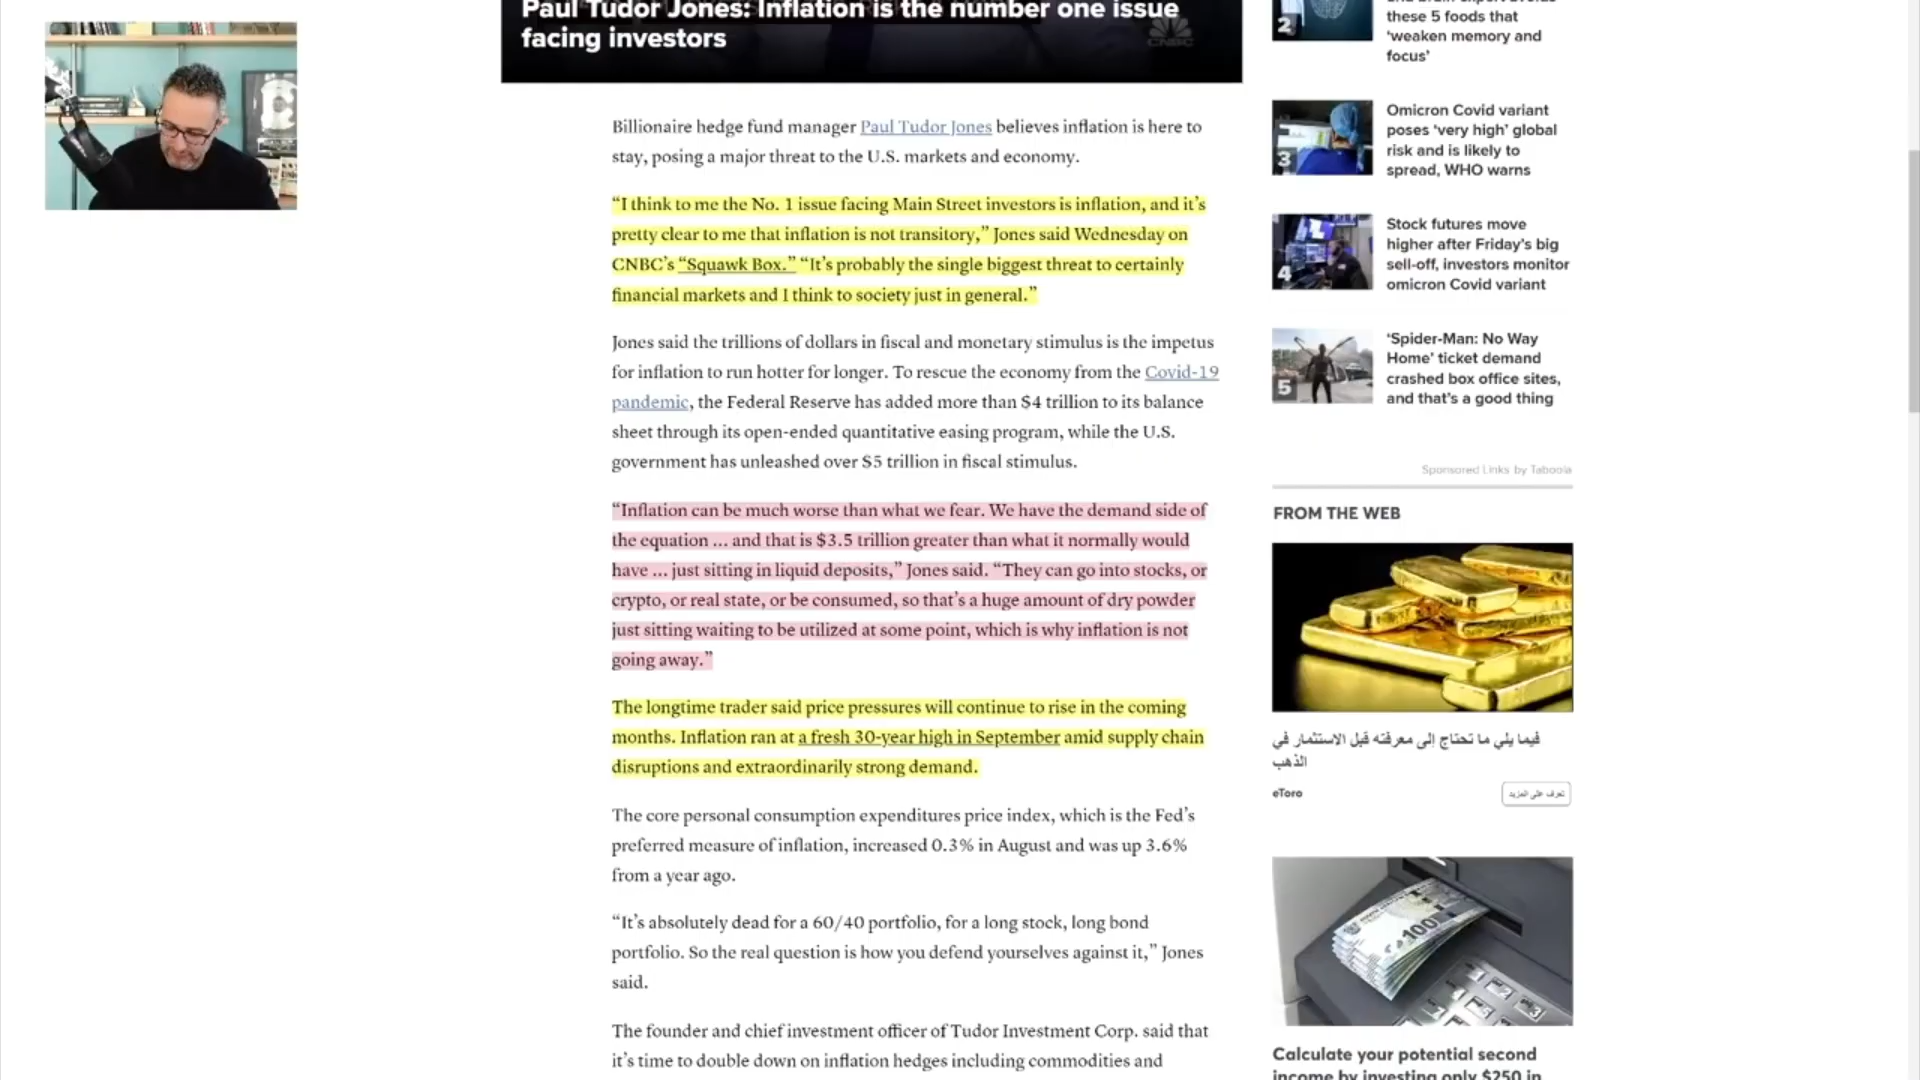 Paul Tudor Jones: Inflation is the number one issue
facing investors
CNBC
Billionaire hedge fund manager Paul Tudor Jones believes inflation is here to
stay, posing a major threat to the U.S. markets and economy.
“I think to me the No. 1 issue facing Main Street investors is inflation, and it’s
pretty clear to me that inflation is not transitory,” Jones said Wednesday on
CNBC’s “Squawk Box.” “It’s probably the single biggest threat to certainly
financial markets and I think to society just in general.”
Jones said the trillions of dollars in fiscal and monetary stimulus is the impetus
for inflation to run hotter for longer. To rescue the economy from the Covid-19
pandemic, the Federal Reserve has added more than $4 trillion to its balance
sheet through its open-ended quantitative easing program, while the U.S.
government has unleashed over $5 trillion in fiscal stimulus.
“Inflation can be much worse than what we fear. We have the demand side of
the equation ... and that is $3.5 trillion greater than what it normally would
have ... just sitting in liquid deposits,” Jones said. “They can go into stocks, or
crypto, or real state, or be consumed, so that’s a huge amount of dry powder
just sitting waiting to be utilized at some point, which is why inflation is not
going away.”
The longtime trader said price pressures will continue to rise in the coming
months. Inflation ran at a fresh 30-year high in September amid supply chain
disruptions and extraordinarily strong demand.
The core personal consumption expenditures price index, which is the Fed’s
preferred measure of inflation, increased 0.3% in August and was up 3.6%
from a year ago.
“It’s absolutely dead for a 60/40 portfolio, for a long stock, long bond
portfolio. So the real question is how you defend yourselves against it,” Jones
said.
The founder and chief investment officer of Tudor Investment Corp. said that
it’s time to double down on inflation hedges including commodities and
2
these 5 foods that
‘weaken memory and
focus’
3
Omicron Covid variant
poses ‘very high’ global
risk and is likely to
spread, WHO warns
4
Stock futures move
higher after Friday’s big
sell-off, investors monitor
omicron Covid variant
5
‘Spider-Man: No Way
Home’ ticket demand
crashed box office sites,
and that’s a good thing
Sponsored Links by Taboola
FROM THE WEB
فيما يلي ما تحتاج إلى معرفته قبل الاستثمار في
الذهب
eToro
تعرف على المزيد
100
Calculate your potential second
income by investing only $250 in